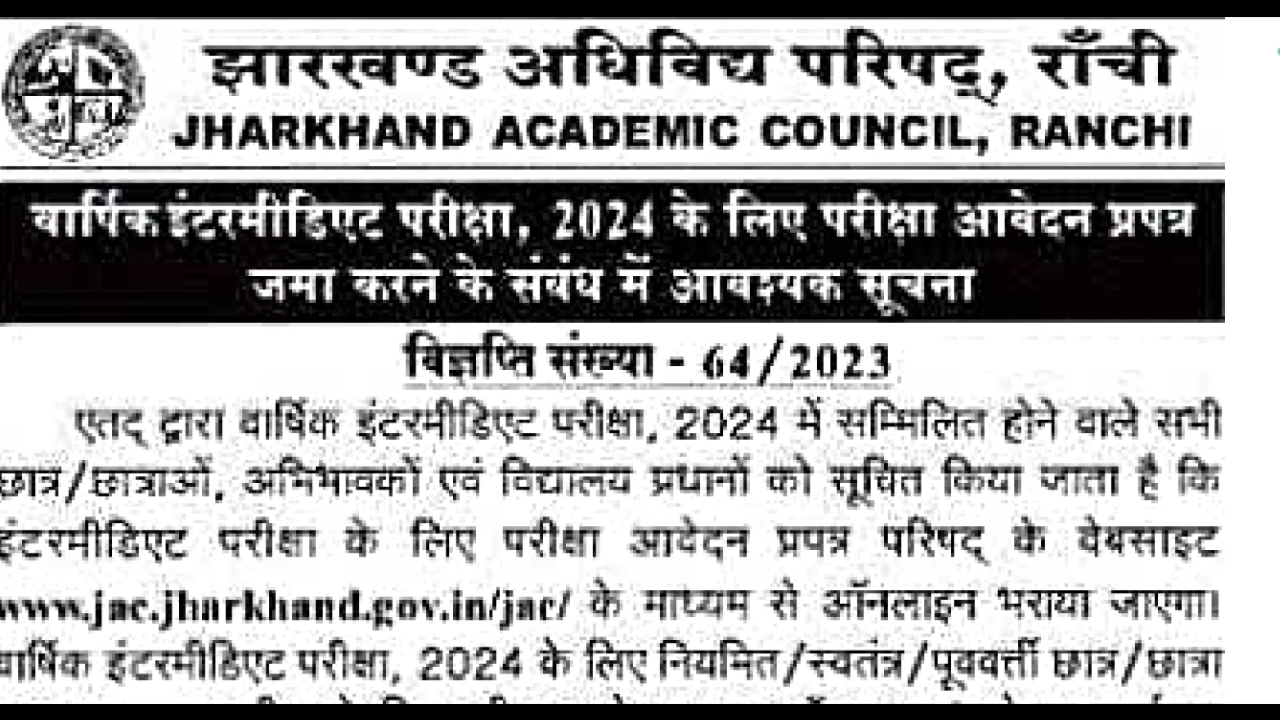 झारखण्ड अधिविद्य परिषद्, राँची
JHARKHAND ACADEMIC COUNCIL, RANCHI
वार्षिक इंटरमीडिएट परीक्षा, 2024 के लिए परीक्षा आवेदन प्रपत्र
जमा करने के संबंध में आवश्यक सूचना
विज्ञप्ति संख्या - 64/2023
एतद् द्वारा वार्षिक इंटरमीडिएट परीक्षा, 2024 में सम्मिलित होने वाले सभी
छात्र/छात्राओं, अभिभावकों एवं विद्यालय प्रधानों को सूचित किया जाता है कि
इंटरमीडिएट परीक्षा के लिए परीक्षा आवेदन प्रपत्र परिषद् के वेबसाइट
www.jac.jharkhand.gov.in/jac/ के माध्यम से ऑनलाइन भराया जाएगा।
वार्षिक इंटरमीडिएट परीक्षा, 2024 के लिए नियमित/स्वतंत्र/पूववर्त्ती छात्र/छात्रा